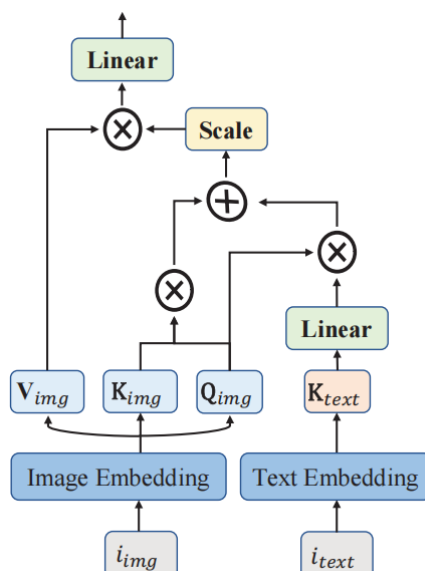 Linear
Scale
Linear
V_img K_img Q_img K_text
Image Embedding Text Embedding
i_img i_text